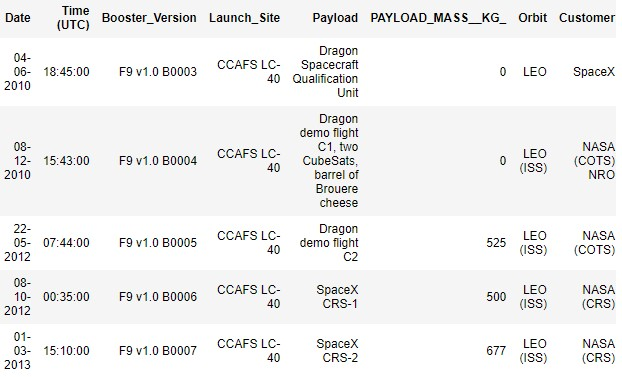 Date Time (UTC) Booster_Version Launch_Site Payload PAYLOAD_MASS__KG_ Orbit Customer
04-06-2010 18:45:00 F9 v1.0 B0003 CCAFS LC-40 Dragon Spacecraft Qualification Unit 0 LEO SpaceX
08-12-2010 15:43:00 F9 v1.0 B0004 CCAFS LC-40 Dragon demo flight C1, two CubeSats, barrel of Brouere cheese 0 LEO (ISS) NASA (COTS) NRO
22-05-2012 07:44:00 F9 v1.0 B0005 CCAFS LC-40 Dragon demo flight C2 525 LEO (ISS) NASA (COTS)
08-10-2012 00:35:00 F9 v1.0 B0006 CCAFS LC-40 SpaceX CRS-1 500 LEO (ISS) NASA (CRS)
01-03-2013 15:10:00 F9 v1.0 B0007 CCAFS LC-40 SpaceX CRS-2 677 LEO (ISS) NASA (CRS)